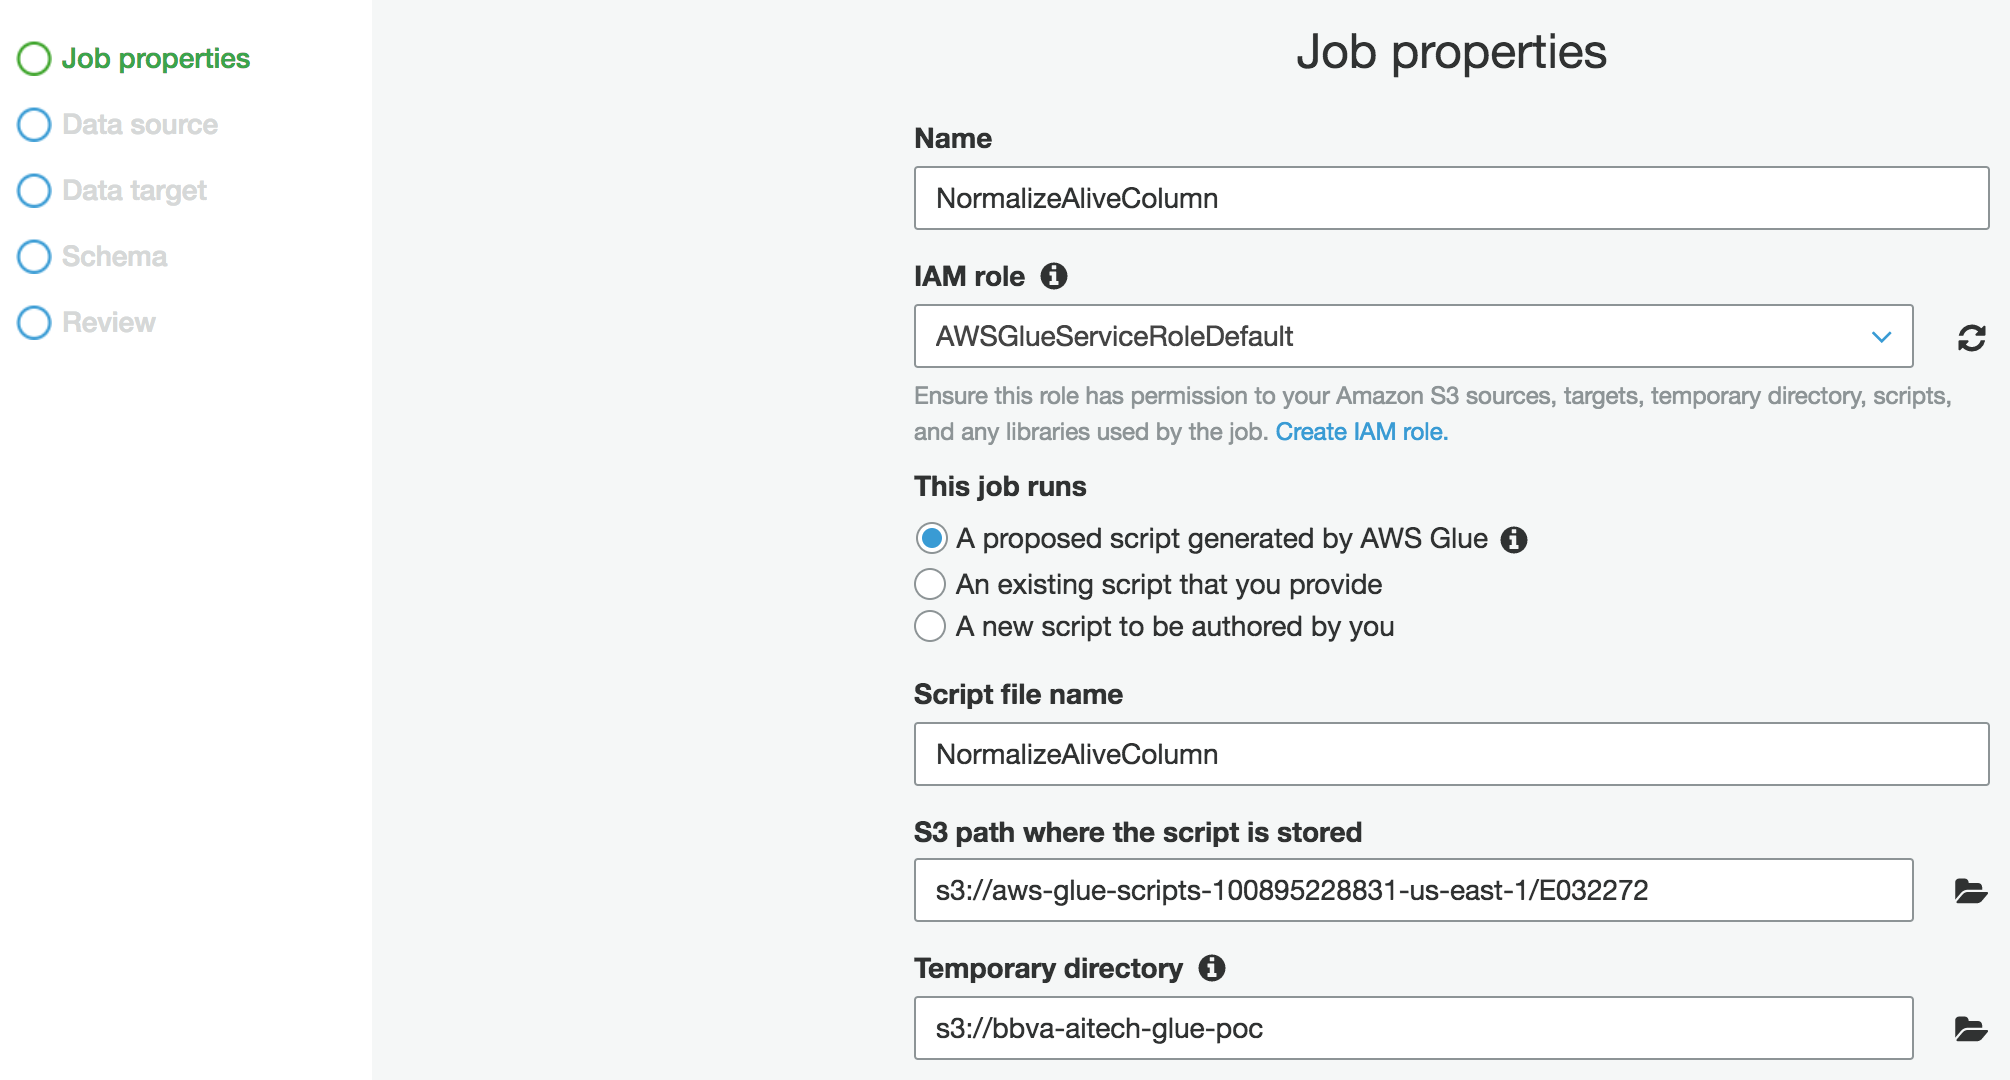 Job properties
Data source
Data target
Schema
Review
Job properties
Name
NormalizeAliveColumn
IAM role
AWSGlueServiceRoleDefault
Ensure this role has permission to your Amazon S3 sources, targets, temporary directory, scripts,
and any libraries used by the job. Create IAM role.
This job runs
A proposed script generated by AWS Glue
An existing script that you provide
A new script to be authored by you
Script file name
NormalizeAliveColumn
S3 path where the script is stored
s3://aws-glue-scripts-100895228831-us-east-1/E032272
Temporary directory
s3://bbva-aitech-glue-poc